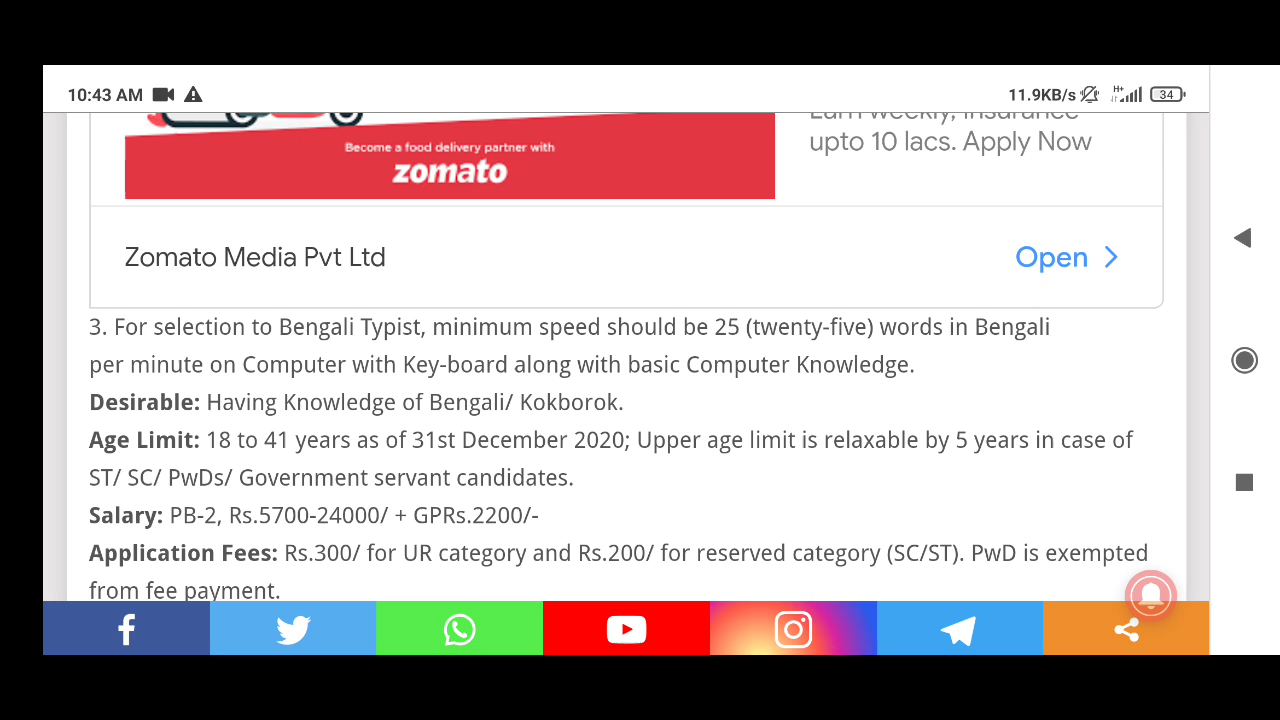 10:43 AM
11.9KB/s H+ 34
Become a food delivery partner with
zomato
Earn weekly, insurance
upto 10 lacs. Apply Now
Zomato Media Pvt Ltd
Open
3. For selection to Bengali Typist, minimum speed should be 25 (twenty-five) words in Bengali
per minute on Computer with Key-board along with basic Computer Knowledge.
Desirable: Having Knowledge of Bengali/ Kokborok.
Age Limit: 18 to 41 years as of 31st December 2020; Upper age limit is relaxable by 5 years in case of
ST/ SC/ PwDs/ Government servant candidates.
Salary: PB-2, Rs.5700-24000/ + GPRs.2200/-
Application Fees: Rs.300/ for UR category and Rs.200/ for reserved category (SC/ST). PwD is exempted
from fee payment.